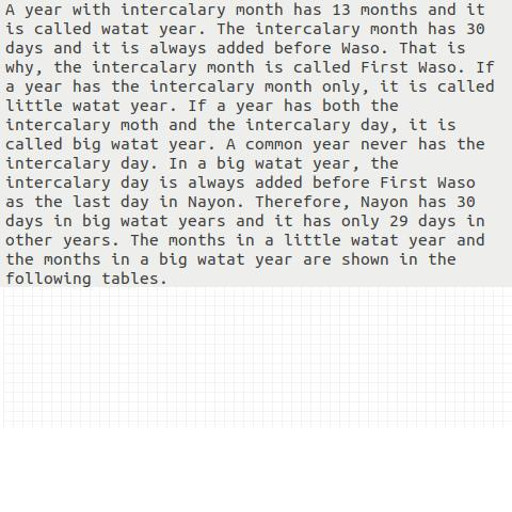 A year with intercalary month has 13 months and it
is called watat year. The intercalary month has 30
days and it is always added before Waso. That is
why, the intercalary month is called First Waso. If
a year has the intercalary month only, it is called
little watat year. If a year has both the
intercalary moth and the intercalary day, it is
called big watat year. A common year never has the
intercalary day. In a big watat year, the
intercalary day is always added before First Waso
as the last day in Nayon. Therefore, Nayon has 30
days in big watat years and it has only 29 days in
other years. The months in a little watat year and
the months in a big watat year are shown in the
following tables.